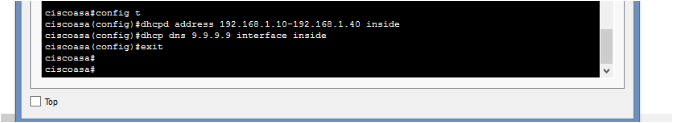 ciscoasa#config t
ciscoasa(config)#dhcpd address 192.168.1.10-192.168.1.40 inside
ciscoasa(config)#dhcp dns 9.9.9.9 interface inside
ciscoasa(config)#exit
ciscoasa#
ciscoasa#
Top